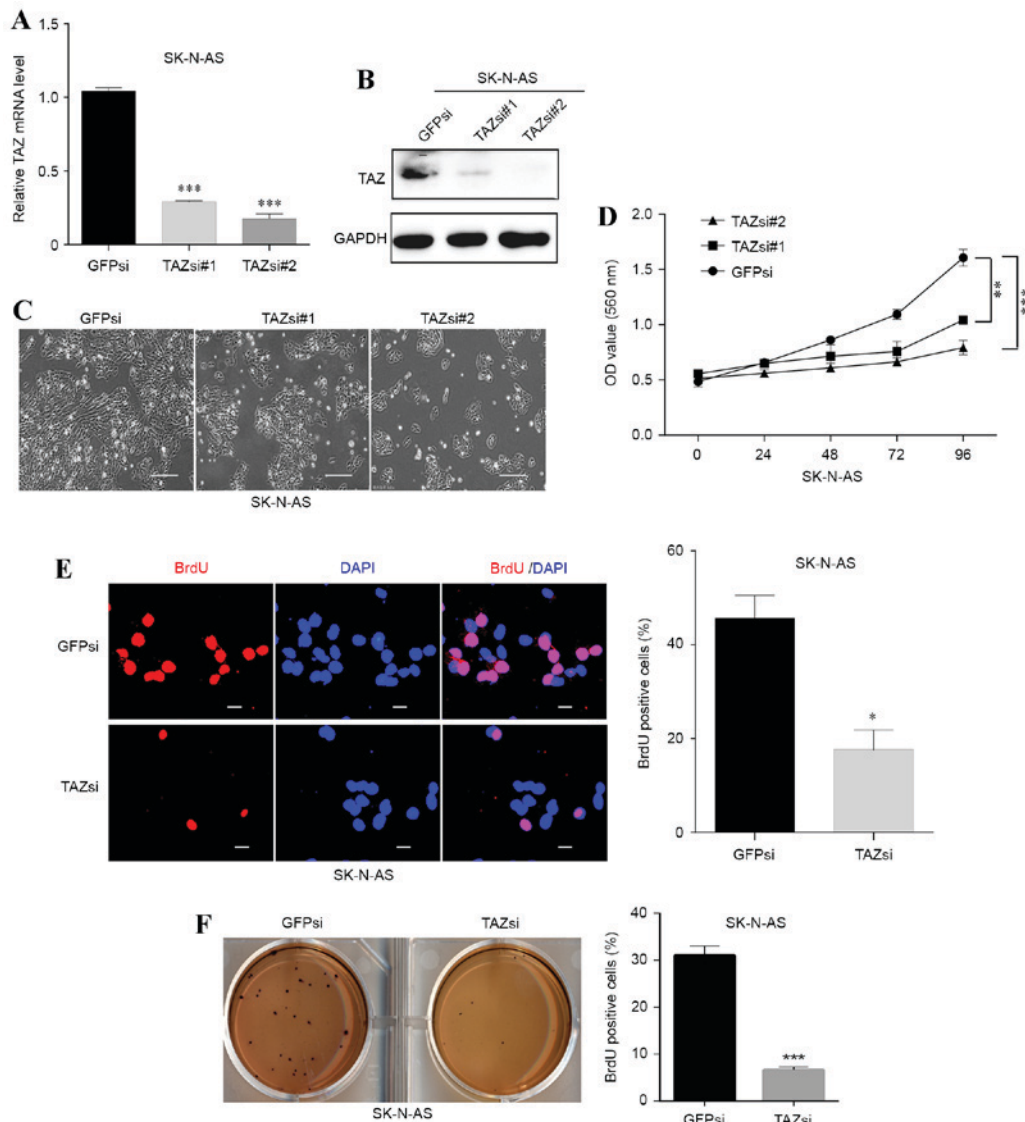 A
SK-N-AS
Relative TAZ mRNA level
1.5
1.0
0.5
0
***
***
GFPsi
TAZsi#1
TAZsi#2
B
SK-N-AS
GFPsi
TAZsi#1
TAZsi#2
TAZ
GAPDH
C
GFPsi
TAZsi#1
TAZsi#2
SK-N-AS
D
TAZsi#2
TAZsi#1
GFPsi
OD value (560 nm)
2.0
1.5
1.0
0.5
0.0
**
***
0 24 48 72 96
SK-N-AS
E
BrdU
DAPI
BrdU /DAPI
GFPsi
TAZsi
SK-N-AS
SK-N-AS
BrdU positive cells (%)
60
40
20
0
*
GFPsi
TAZsi
F
GFPsi
TAZsi
SK-N-AS
SK-N-AS
BrdU positive cells (%)
40
30
20
10
0
***
GFPsi
TAZsi